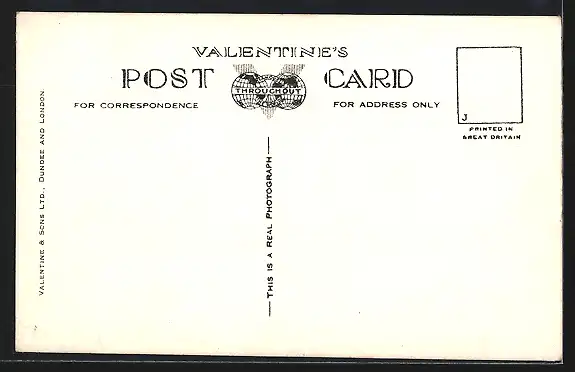 VALENTINE'S
POST CARD
THROUGHOUT
FOR CORRESPONDENCE
FOR ADDRESS ONLY
J
PRINTED IN
GREAT BRITAIN
THIS IS A REAL PHOTOGRAPH
VALENTINE & SONS LTD., DUNDEE AND LONDON.